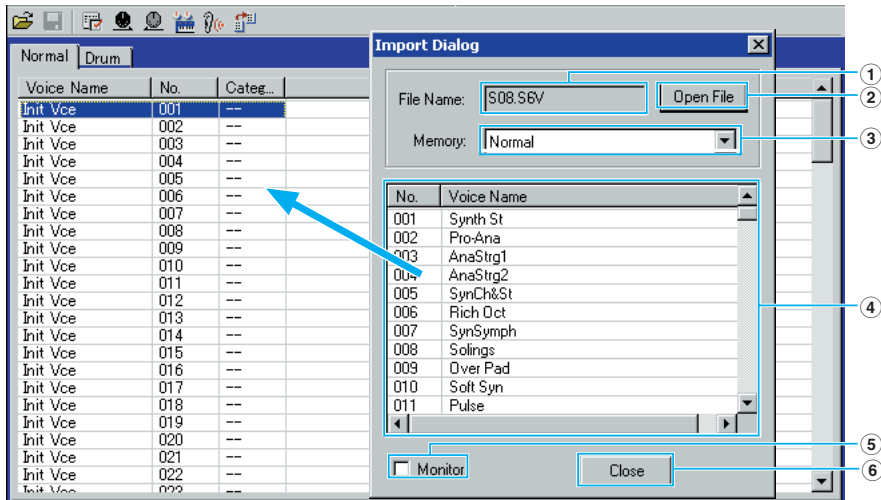 Normal Drum
Voice Name No. Categ...
Init Vce 001 --
Init Vce 002 --
Init Vce 003 --
Init Vce 004 --
Init Vce 005 --
Init Vce 006 --
Init Vce 007 --
Init Vce 008 --
Init Vce 009 --
Init Vce 010 --
Init Vce 011 --
Init Vce 012 --
Init Vce 013 --
Init Vce 014 --
Init Vce 015 --
Init Vce 016 --
Init Vce 017 --
Init Vce 018 --
Init Vce 019 --
Init Vce 020 --
Init Vce 021 --
Init Vce 022 --
Init Vce 023 --
Import Dialog
File Name: S08.S6V Open File
Memory: Normal
No. Voice Name
001 Synth St
002 Pro-Ana
003 AnaStrg1
004 AnaStrg2
005 SynCh&St
006 Rich Oct
007 SynSymph
008 Solings
009 Over Pad
010 Soft Syn
011 Pulse
Monitor Close
1
2
3
4
5
6